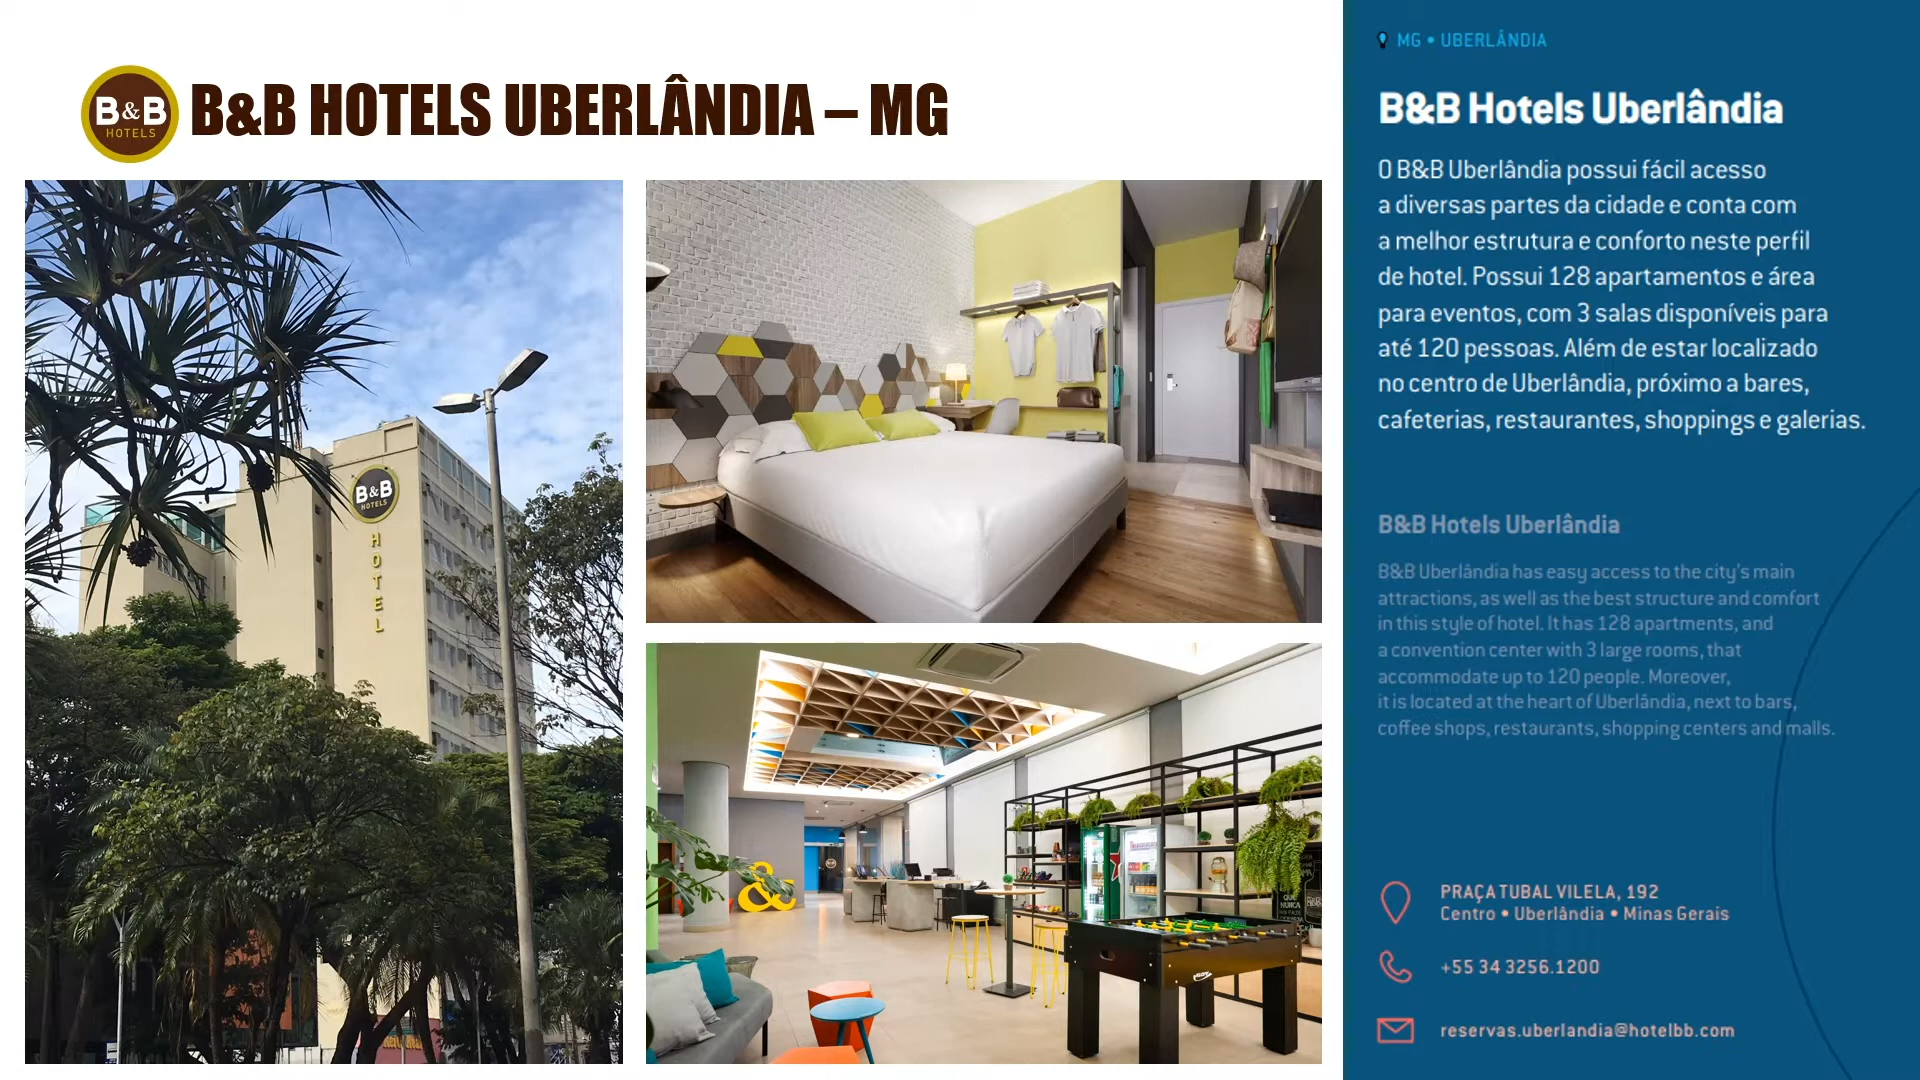 B&B
HOTELS
B&B HOTELS UBERLÂNDIA – MG
B&B
HOTELS
HOTEL
&
QUE
NUNCA
MG • UBERLÂNDIA
B&B Hotels Uberlândia
O B&B Uberlândia possui fácil acesso
a diversas partes da cidade e conta com
a melhor estrutura e conforto neste perfil
de hotel. Possui 128 apartamentos e área
para eventos, com 3 salas disponíveis para
até 120 pessoas. Além de estar localizado
no centro de Uberlândia, próximo a bares,
cafeterias, restaurantes, shoppings e galerias.
B&B Hotels Uberlândia
B&B Uberlândia has easy access to the city's main
attractions, as well as the best structure and comfort
in this style of hotel. It has 128 apartments, and
a convention center with 3 large rooms, that
accommodate up to 120 people. Moreover,
it is located at the heart of Uberlândia, next to bars,
coffee shops, restaurants, shopping centers and malls.
PRAÇA TUBAL VILELA, 192
Centro • Uberlândia • Minas Gerais
+55 34 3256.1200
reservas.uberlandia@hotelbb.com